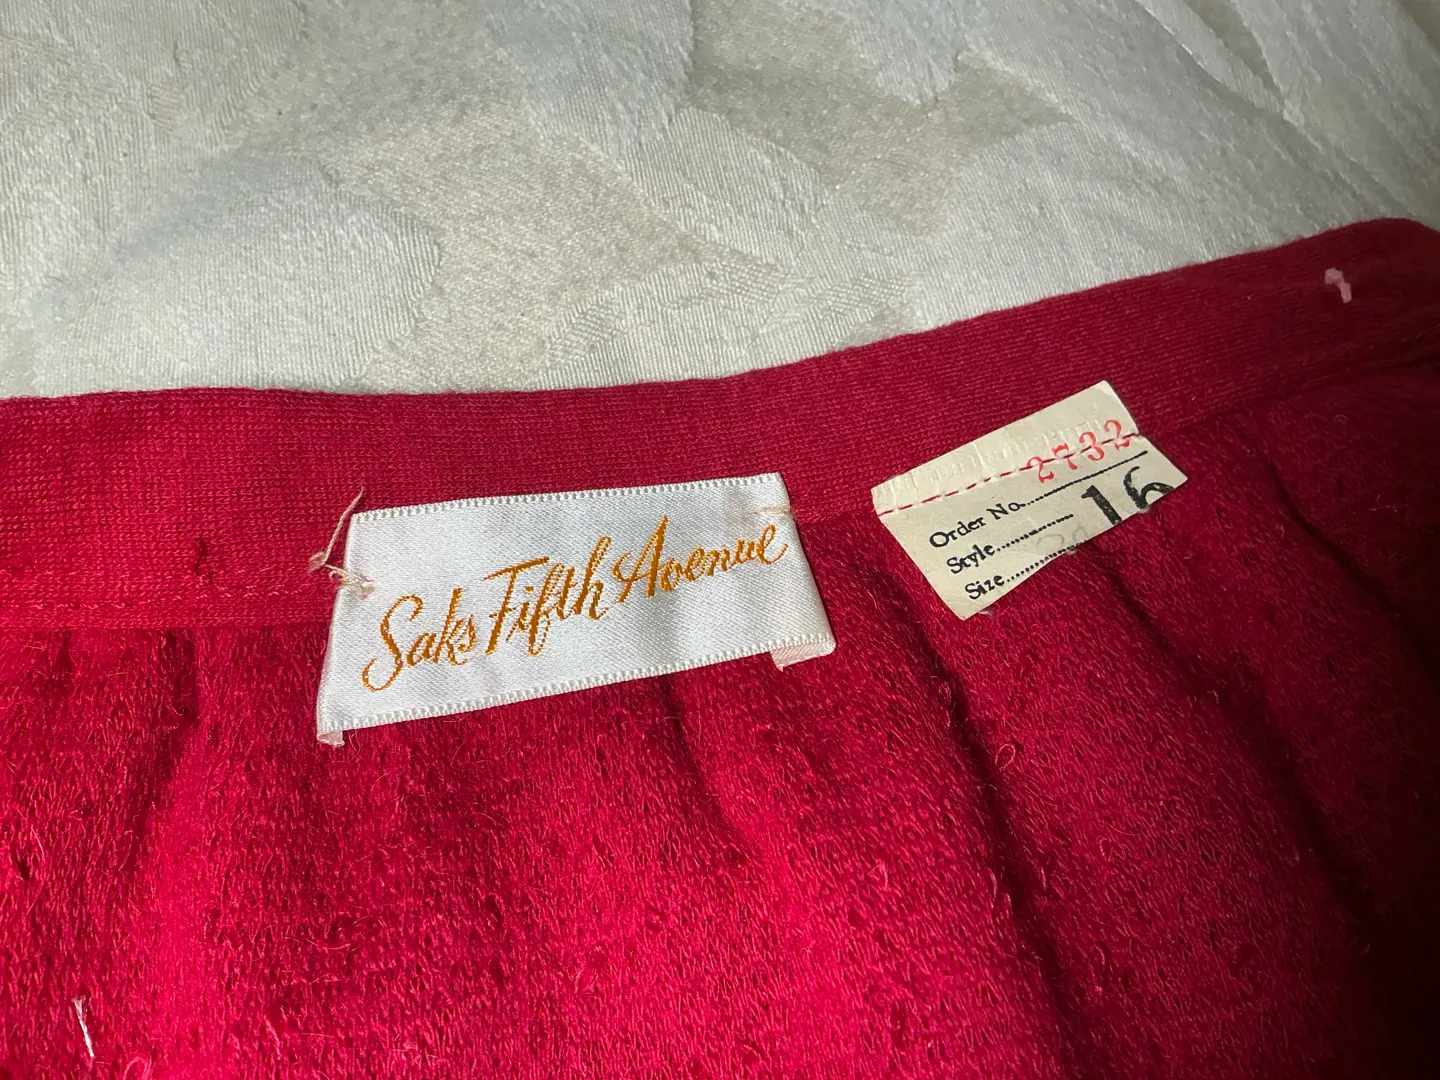 Saks Fifth Avenue
2732
Order No.
Style 16
Size